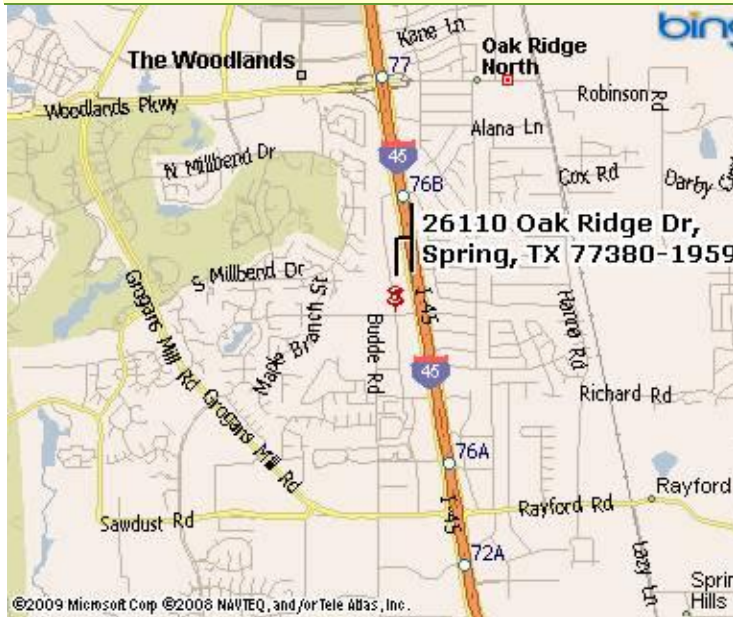 bing
Kane Ln
The Woodlands
Oak Ridge
North
77
Woodlands Pkwy
Robinson Rd
Alana Ln
N Millbend Dr
45
76B
Cox Rd
Darby
26110 Oak Ridge Dr,
Spring, TX 77380-1959
S Millbend Dr
I-45
Grogans Mill Rd
Maple Branch St
Budde Rd
45
Richard Rd
Grogans Mill Rd
76A
Rayford
Rayford Rd
Sawdust Rd
I-45
72A
Lazy Ln
Hills
©2009 Microsoft Corp ©2008 NAVTEQ, and/or Tele Atlas, Inc.